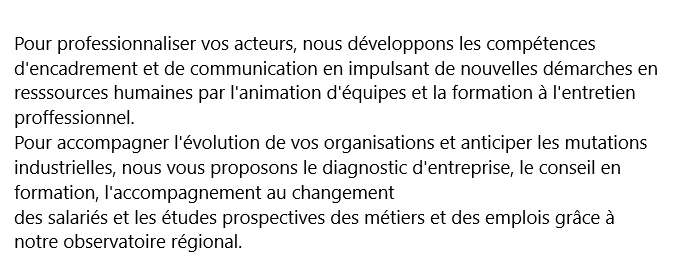 Pour professionnaliser vos acteurs, nous développons les compétences
d'encadrement et de communication en impulsant de nouvelles démarches en
resssources humaines par l'animation d'équipes et la formation à l'entretien
proffessionnel.
Pour accompagner l'évolution de vos organisations et anticiper les mutations
industrielles, nous vous proposons le diagnostic d'entreprise, le conseil en
formation, l'accompagnement au changement
des salariés et les études prospectives des métiers et des emplois grâce à
notre observatoire régional.